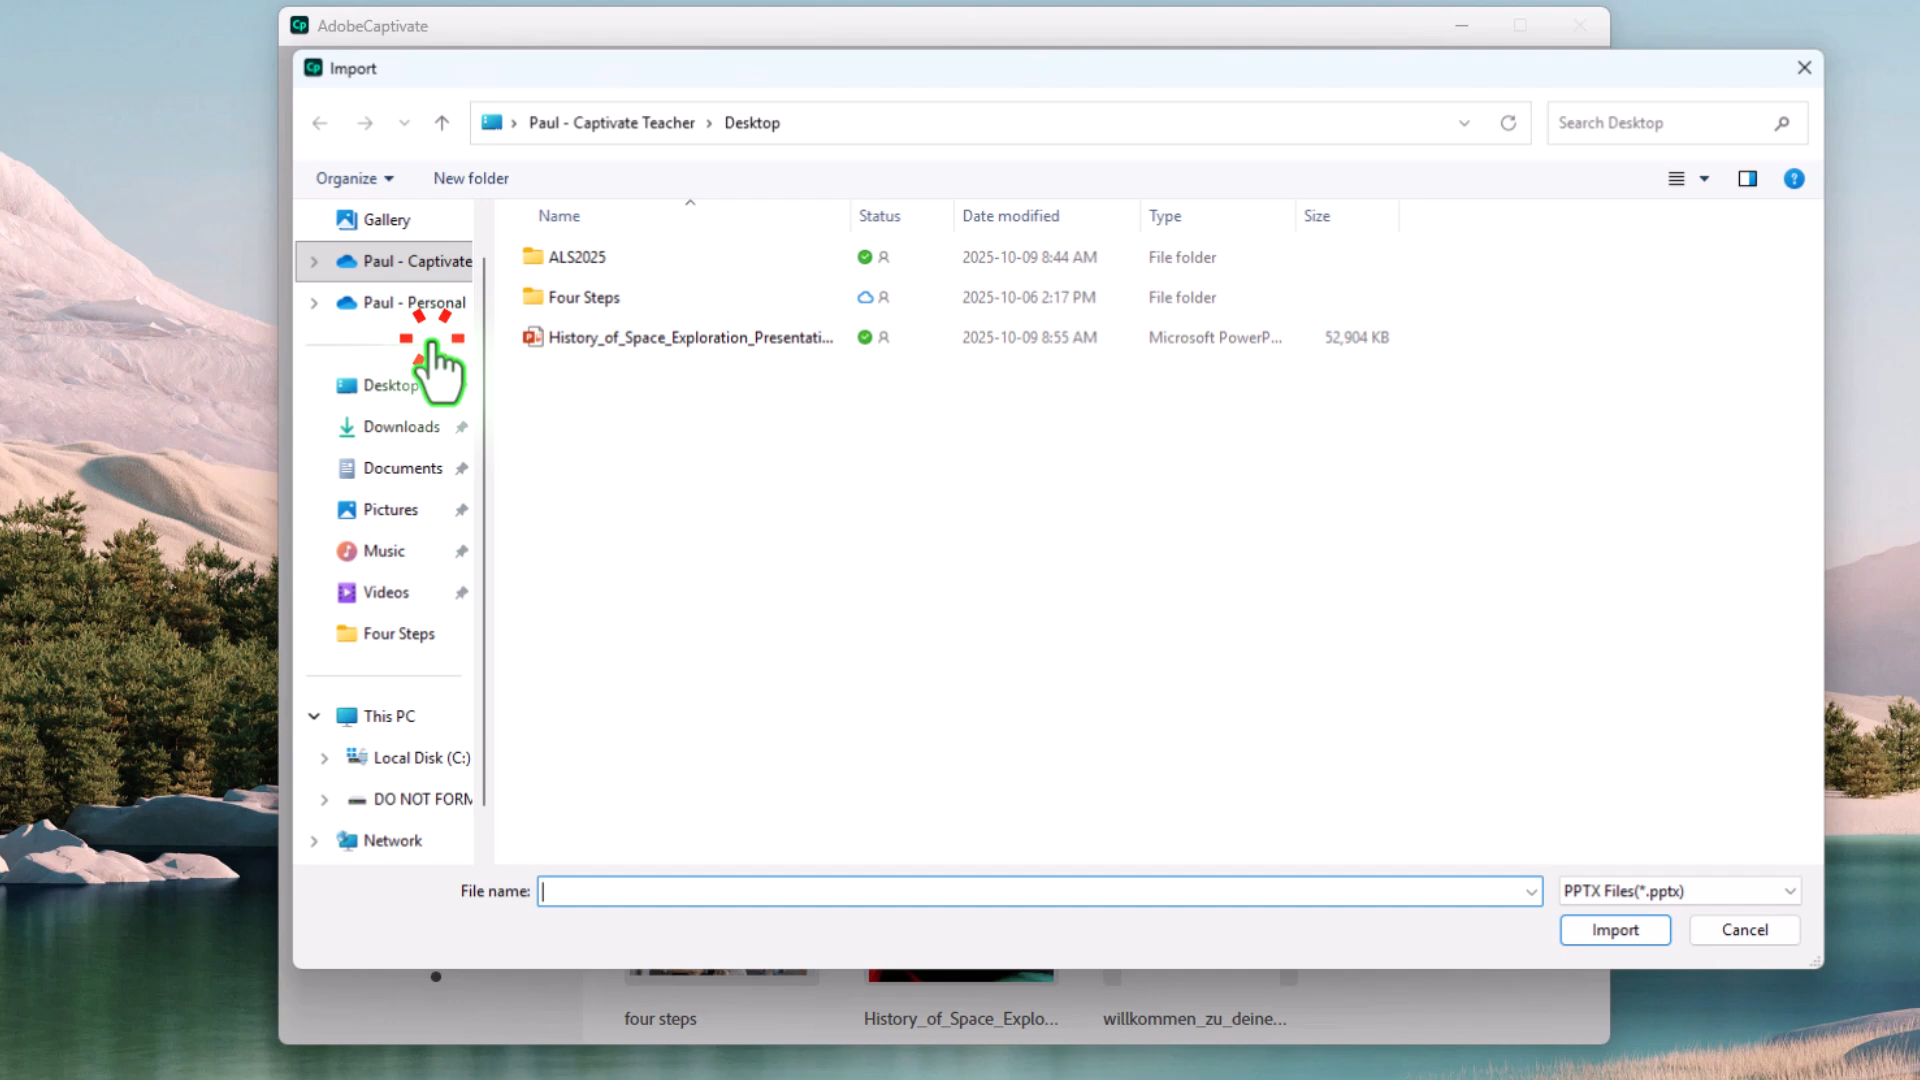 Cp AdobeCaptivate
Cp Import
Paul - Captivate Teacher > Desktop
Search Desktop
Organize
New folder
?
Gallery
Paul - Captivate
Paul - Personal
Desktop
Downloads
Documents
Pictures
Music
Videos
Four Steps
This PC
Local Disk (C:)
DO NOT FORM
Network
Name Status Date modified Type Size
ALS2025 2025-10-09 8:44 AM File folder
Four Steps 2025-10-06 2:17 PM File folder
History_of_Space_Exploration_Presentati... 2025-10-09 8:55 AM Microsoft PowerP... 52,904 KB
File name:
PPTX Files(*.pptx)
Import
Cancel
four steps
History_of_Space_Explo...
willkommen_zu_deine...